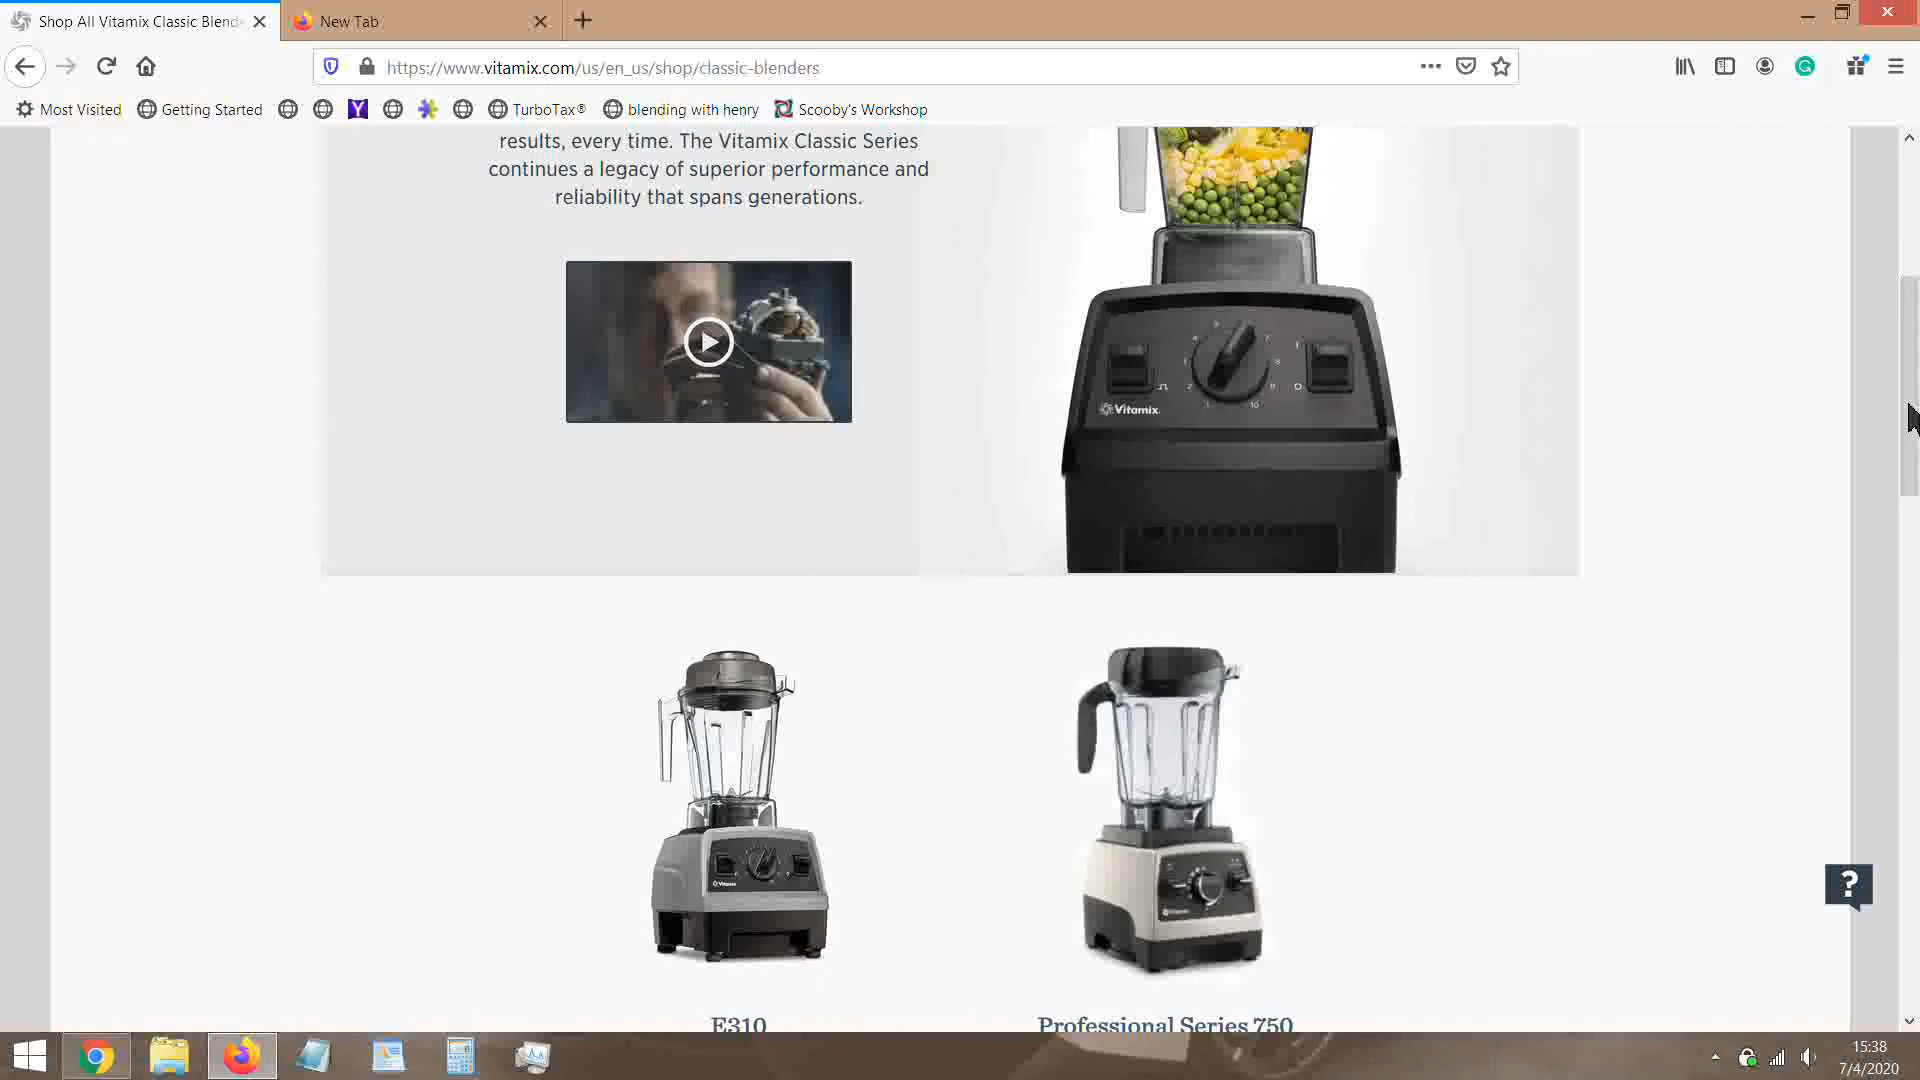 Shop All Vitamix Classic Blend
New Tab
https://www.vitamix.com/us/en_us/shop/classic-blenders
Most Visited
Getting Started
TurboTax®
blending with henry
Scooby's Workshop
results, every time. The Vitamix Classic Series
continues a legacy of superior performance and
reliability that spans generations.
Vitamix
10
E310
Professional Series 750
?
15:38
7/4/2020